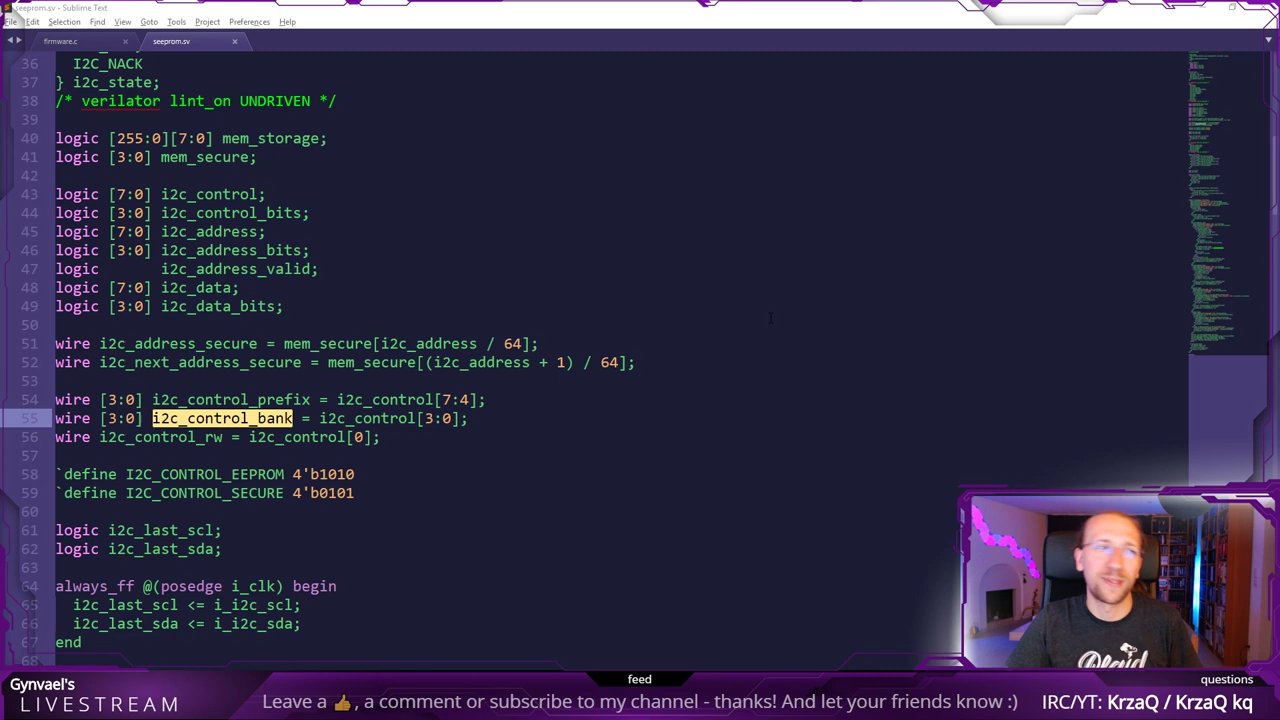 seeprom.sv - Sublime Text
File Edit Selection Find View Goto Tools Project Preferences Help
firmware.c × seeprom.sv ×
36 I2C_NACK
37 } i2c_state;
38 /* verilator lint_on UNDRIVEN */
39
40 logic [255:0][7:0] mem_storage;
41 logic [3:0] mem_secure;
42
43 logic [7:0] i2c_control;
44 logic [3:0] i2c_control_bits;
45 logic [7:0] i2c_address;
46 logic [3:0] i2c_address_bits;
47 logic i2c_address_valid;
48 logic [7:0] i2c_data;
49 logic [3:0] i2c_data_bits;
50
51 wire i2c_address_secure = mem_secure[i2c_address / 64];
52 wire i2c_next_address_secure = mem_secure[(i2c_address + 1) / 64];
53
54 wire [3:0] i2c_control_prefix = i2c_control[7:4];
55 wire [3:0] i2c_control_bank = i2c_control[3:0];
56 wire i2c_control_rw = i2c_control[0];
57
58 `define I2C_CONTROL_EEPROM 4'b1010
59 `define I2C_CONTROL_SECURE 4'b0101
60
61 logic i2c_last_scl;
62 logic i2c_last_sda;
63
64 always_ff @(posedge i_clk) begin
65 i2c_last_scl <= i_i2c_scl;
66 i2c_last_sda <= i_i2c_sda;
67 end
68
Gynvael's
LIVESTREAM
feed
questions
Leave a 👍, a comment or subscribe to my channel - thanks! And let your friends know :)
IRC/YT: KrzaQ / KrzaQ kq